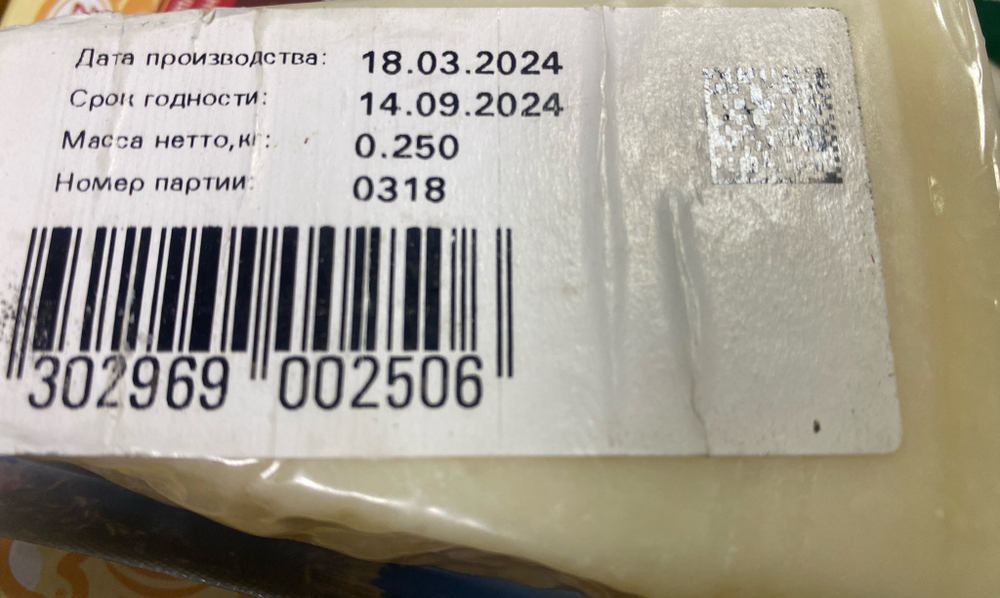 Дата производства: 18.03.2024
Срок годности: 14.09.2024
Масса нетто,кг: 0.250
Номер партии: 0318
302969 002506